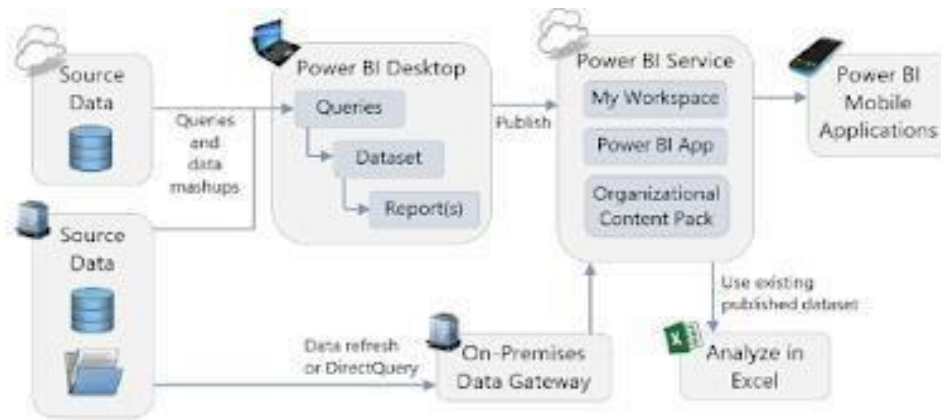 Source
Data
Queries
and
data
mashups
Source
Data
Power BI Desktop
Queries
Dataset
Report(s)
Publish
Power BI Service
My Workspace
Power BI App
Organizational
Content Pack
Power BI
Mobile
Applications
Use existing
published dataset
Data refresh
or DirectQuery
On-Premises
Data Gateway
Analyze in
Excel